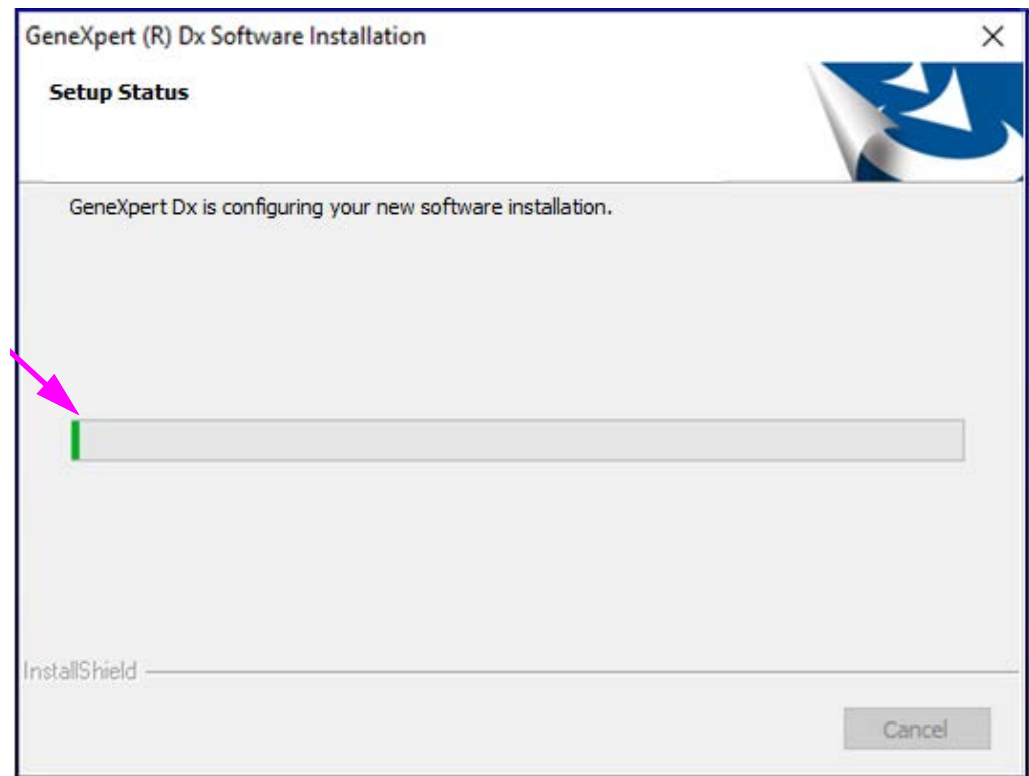 GeneXpert (R) Dx Software Installation
Setup Status
GeneXpert Dx is configuring your new software installation.
InstallShield
Cancel